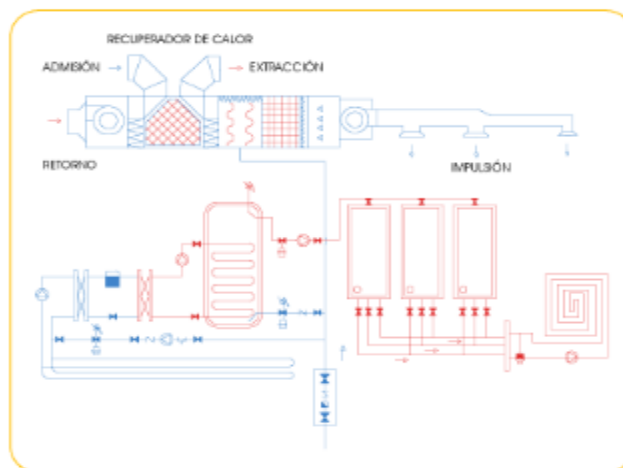 RECUPERADOR DE CALOR
ADMISIÓN
EXTRACCIÓN
RETORNO
IMPULSIÓN